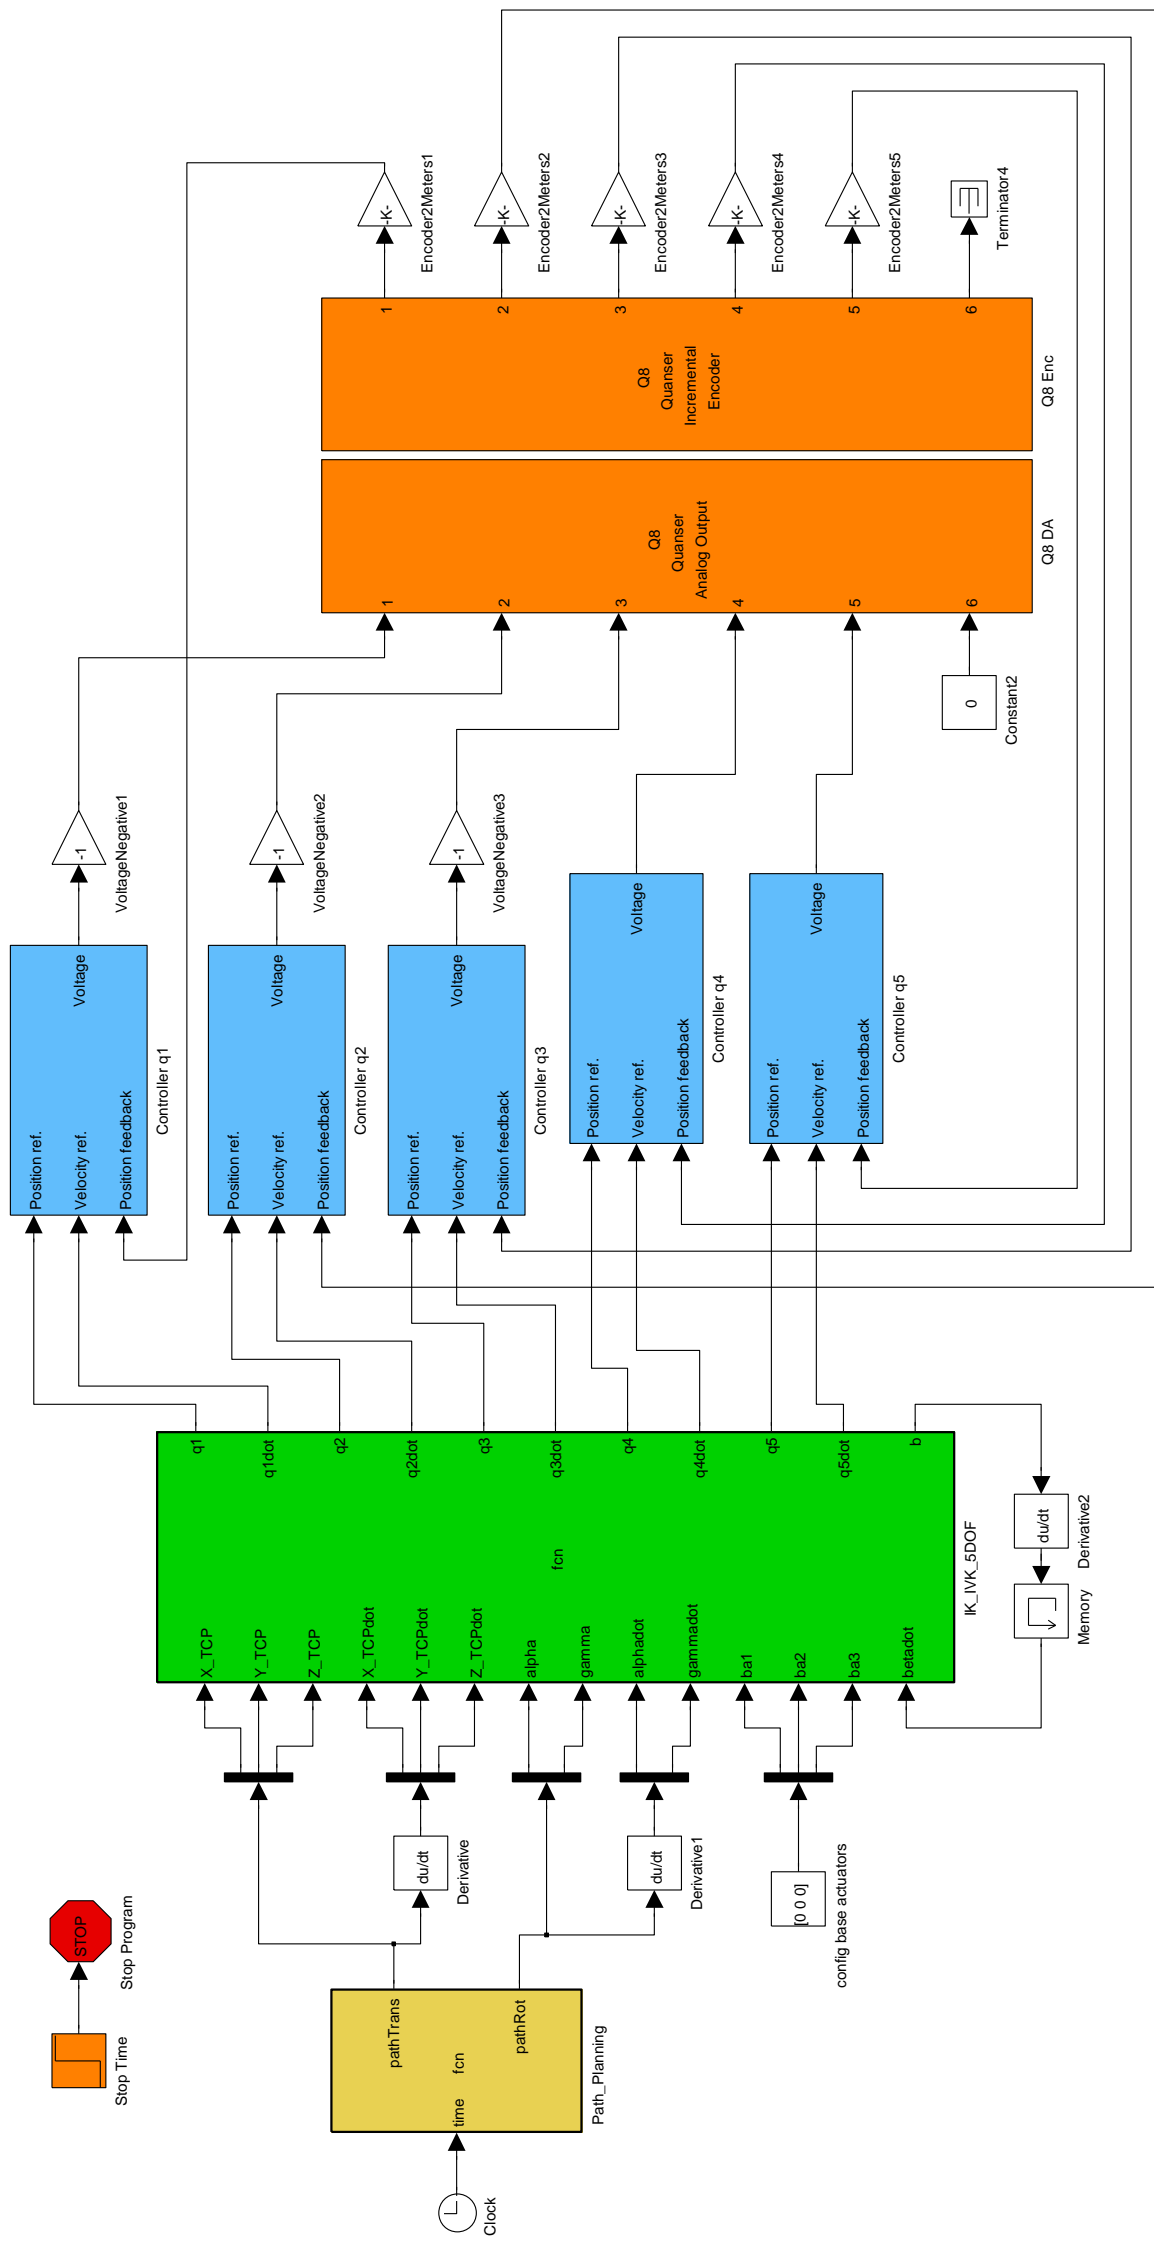 Clock
time
fcn
pathTrans
pathRot
Path_Planning
Stop Time
STOP
Stop Program
du/dt
Derivative
du/dt
Derivative1
[0 0 0]
config base actuators
X_TCP
Y_TCP
Z_TCP
X_TCPdot
Y_TCPdot
Z_TCPdot
alpha
gamma
alphadot
gammadot
ba1
ba2
ba3
betadot
fcn
q1
q1dot
q2
q2dot
q3
q3dot
q4
q4dot
q5
q5dot
b
IK_IVK_5DOF
Memory
du/dt
Derivative2
Position ref.
Velocity ref.
Position feedback
Voltage
Controller q1
Position ref.
Velocity ref.
Position feedback
Voltage
Controller q2
Position ref.
Velocity ref.
Position feedback
Voltage
Controller q3
Position ref.
Velocity ref.
Position feedback
Voltage
Controller q4
Position ref.
Velocity ref.
Position feedback
Voltage
Controller q5
-1
VoltageNegative1
-1
VoltageNegative2
-1
VoltageNegative3
0
Constant2
1
2
3
4
5
6
Q8
Quanser
Analog Output
Q8 DA
Q8
Quanser
Incremental
Encoder
1
2
3
4
5
6
Q8 Enc
-K-
Encoder2Meters1
-K-
Encoder2Meters2
-K-
Encoder2Meters3
-K-
Encoder2Meters4
-K-
Encoder2Meters5
Terminator4